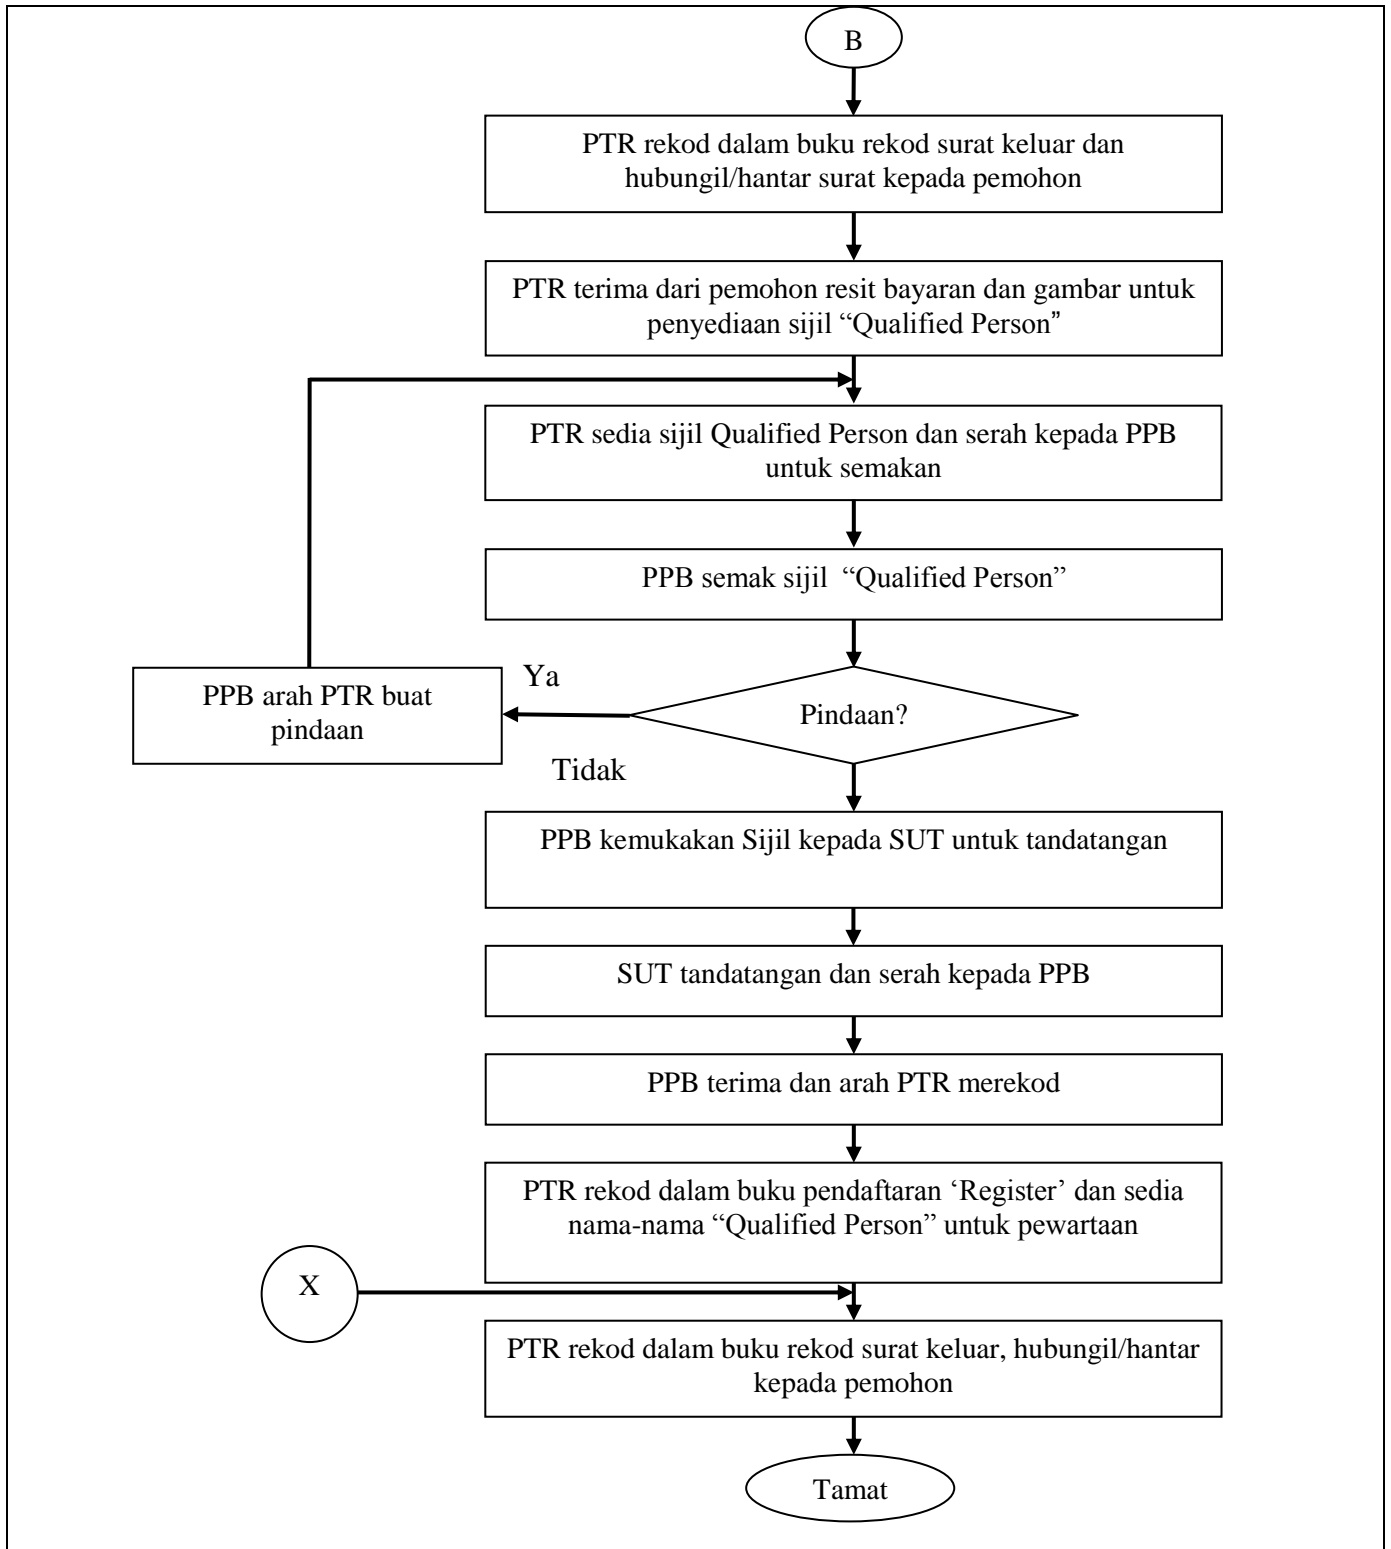 B
PTR rekod dalam buku rekod surat keluar dan
hubungil/hantar surat kepada pemohon
PTR terima dari pemohon resit bayaran dan gambar untuk
penyediaan sijil “Qualified Person”
PTR sedia sijil Qualified Person dan serah kepada PPB
untuk semakan
PPB semak sijil “Qualified Person”
Pindaan?
Ya
PPB arah PTR buat
pindaan
Tidak
PPB kemukakan Sijil kepada SUT untuk tandatangan
SUT tandatangan dan serah kepada PPB
PPB terima dan arah PTR merekod
PTR rekod dalam buku pendaftaran ‘Register’ dan sedia
nama-nama “Qualified Person” untuk pewartaan
X
PTR rekod dalam buku rekod surat keluar, hubungil/hantar
kepada pemohon
Tamat